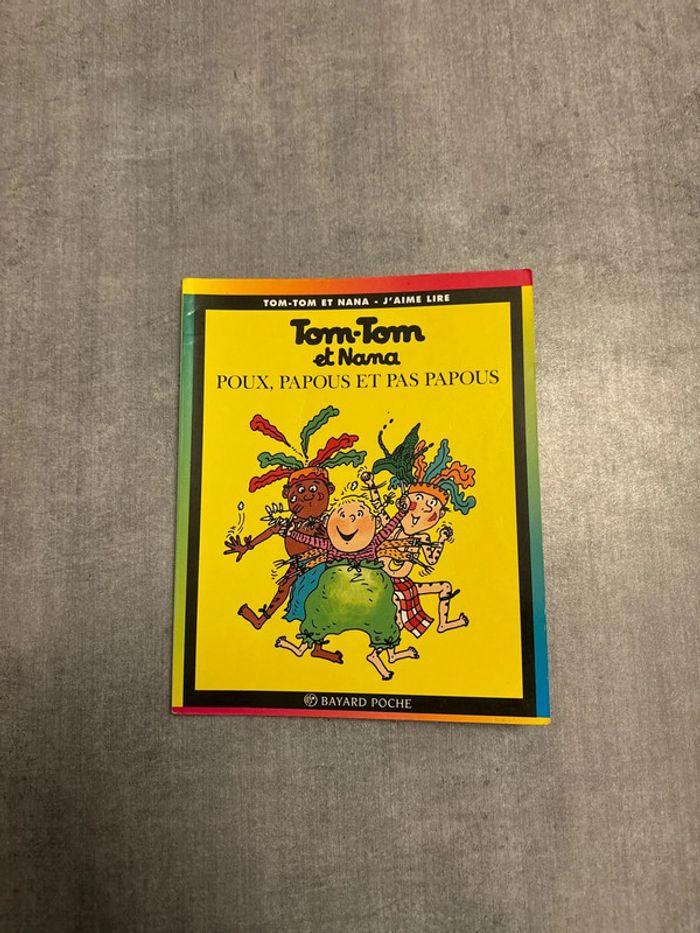 TOM-TOM ET NANA - J'AIME LIRE
Tom-Tom
et Nana
POUX, PAPOUS ET PAS PAPOUS
BAYARD POCHE